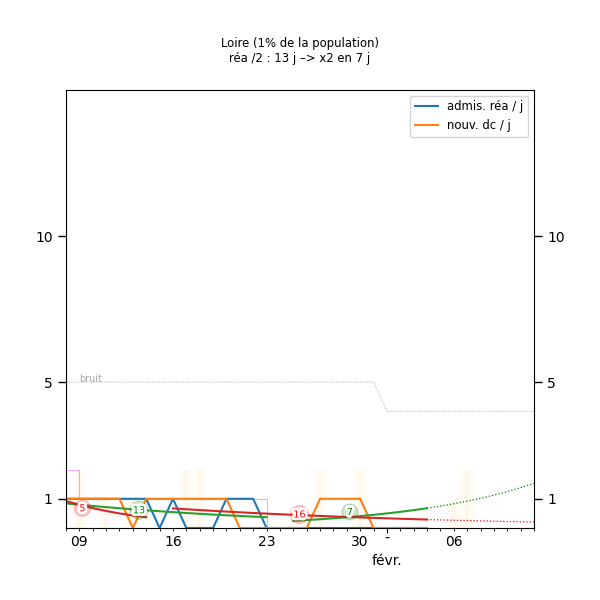 Loire (1% de la population)
réa /2 : 13 j –> x2 en 7 j
admis. réa / j
nouv. dc / j
10
10
bruit
5
5
1
1
5
13
16
7
09
16
23
30
-
06
févr.